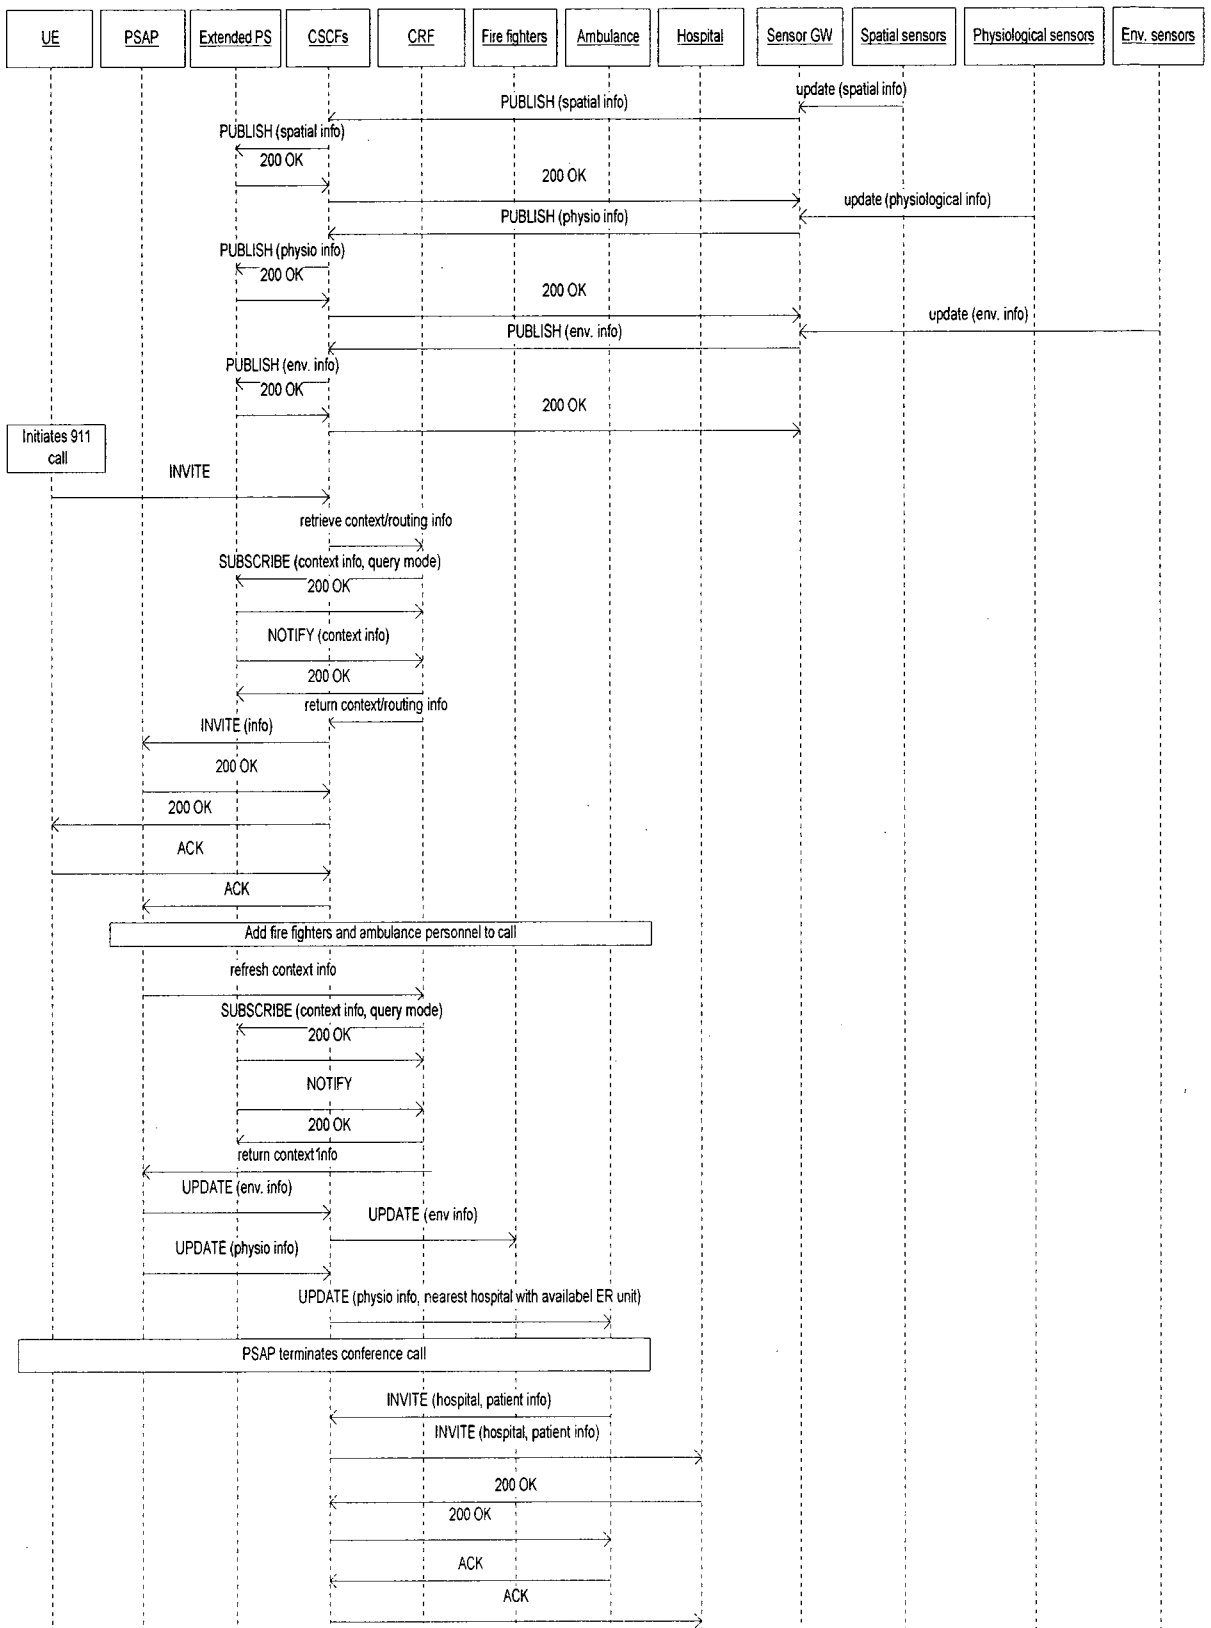 UE PSAP Extended PS CSCFs CRF Fire fighters Ambulance Hospital Sensor GW Spatial sensors Physiological sensors Env. sensors
update (spatial info)
PUBLISH (spatial info)
PUBLISH (spatial info)
200 OK
200 OK
update (physiological info)
PUBLISH (physio info)
PUBLISH (physio info)
200 OK
200 OK
update (env. info)
PUBLISH (env. info)
PUBLISH (env. info)
200 OK
200 OK
Initiates 911
call
INVITE
retrieve context/routing info
SUBSCRIBE (context info, query mode)
200 OK
NOTIFY (context info)
200 OK
return context/routing info
INVITE (info)
200 OK
200 OK
ACK
ACK
Add fire fighters and ambulance personnel to call
refresh context info
SUBSCRIBE (context info, query mode)
200 OK
NOTIFY
200 OK
return context info
UPDATE (env. info)
UPDATE (env info)
UPDATE (physio info)
UPDATE (physio info, nearest hospital with availabel ER unit)
PSAP terminates conference call
INVITE (hospital, patient info)
INVITE (hospital, patient info)
200 OK
200 OK
ACK
ACK